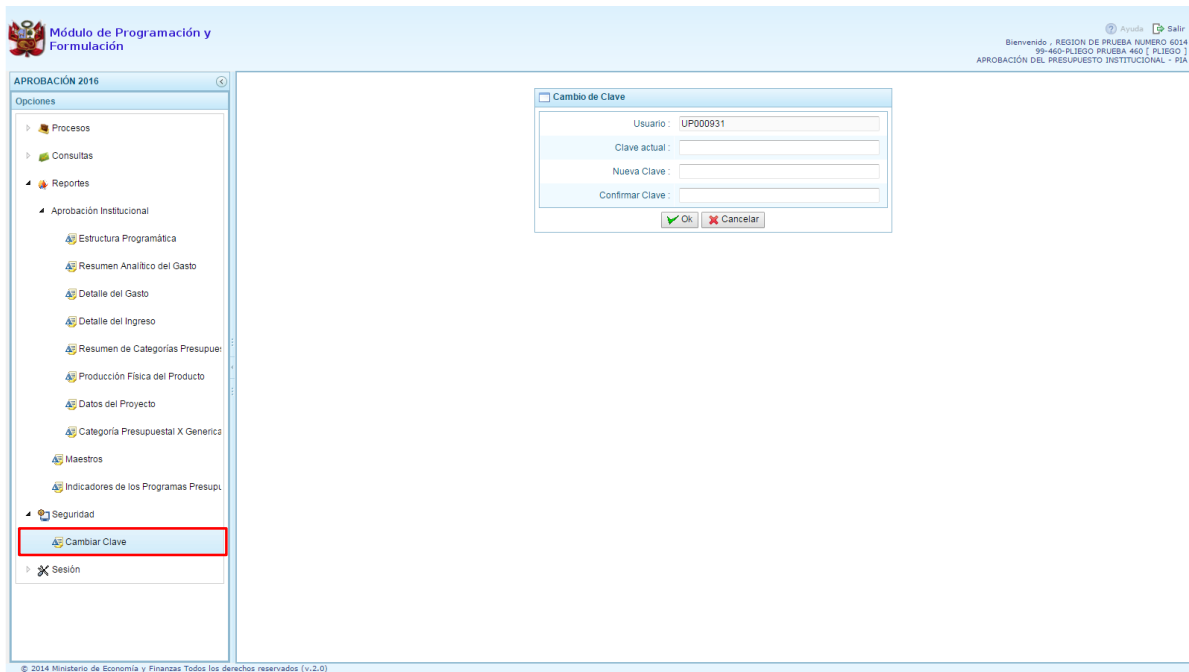 Módulo de Programación y
Formulación
Ayuda Salir
Bienvenido , REGION DE PRUEBA NUMERO 6014
99-460-PLIEGO PRUEBA 460 [ PLIEGO ]
APROBACIÓN DEL PRESUPUESTO INSTITUCIONAL - PIA
APROBACIÓN 2016
Opciones
Procesos
Consultas
Reportes
Aprobación Institucional
Estructura Programática
Resumen Analítico del Gasto
Detalle del Gasto
Detalle del Ingreso
Resumen de Categorías Presupues
Producción Física del Producto
Datos del Proyecto
Categoría Presupuestal X Generica
Maestros
Indicadores de los Programas Presupu
Seguridad
Cambiar Clave
Sesión
Cambio de Clave
Usuario : UP000931
Clave actual :
Nueva Clave :
Confirmar Clave :
Ok Cancelar
© 2014 Ministerio de Economía y Finanzas Todos los derechos reservados (v.2.0)